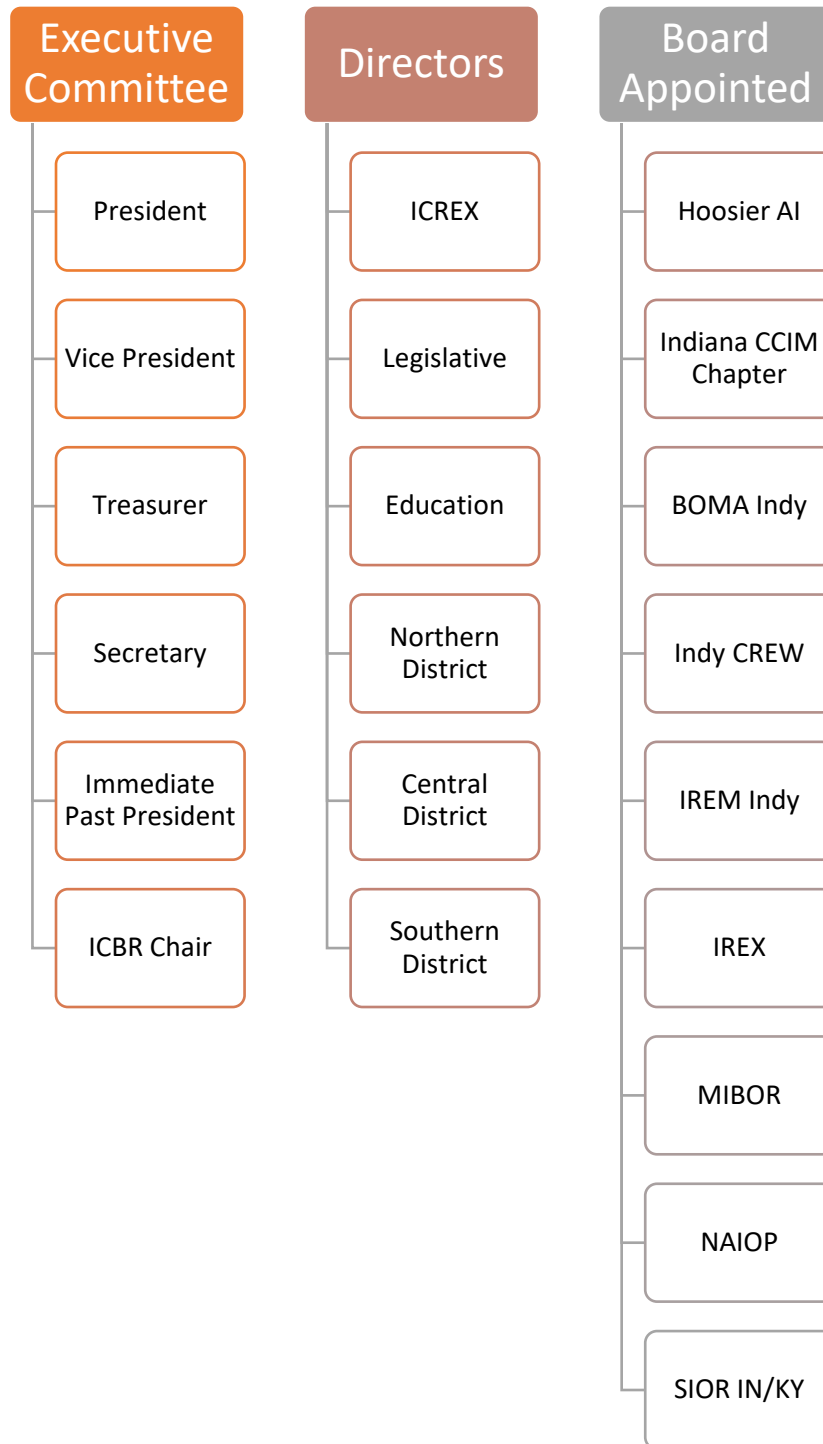 Executive
Committee
President
Vice President
Treasurer
Secretary
Immediate
Past President
ICBR Chair
Directors
ICREX
Legislative
Education
Northern
District
Central
District
Southern
District
Board
Appointed
Hoosier AI
Indiana CCIM
Chapter
BOMA Indy
Indy CREW
IREM Indy
IREX
MIBOR
NAIOP
SIOR IN/KY